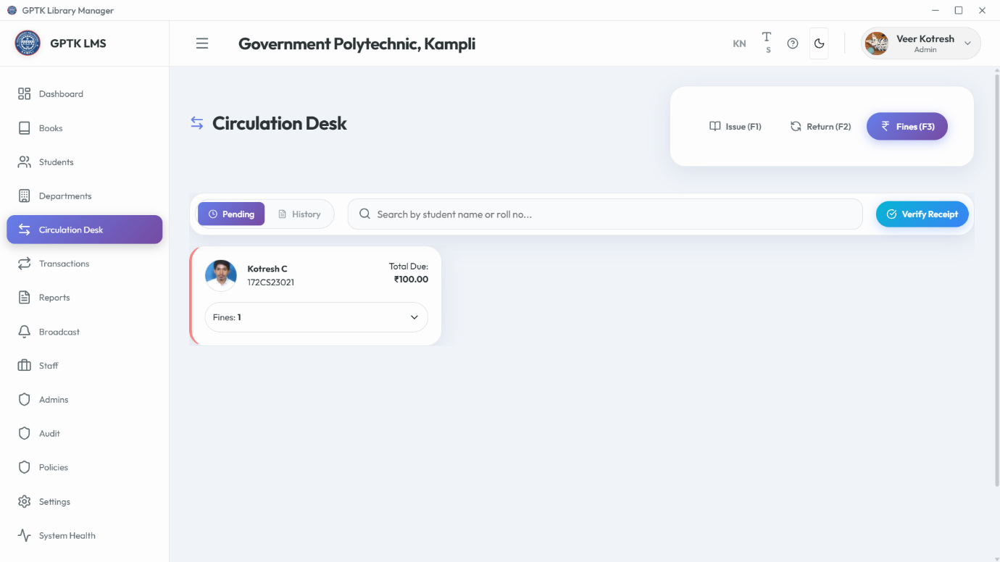 GPTK Library Manager
GPTK LMS
Government Polytechnic, Kampli
KN
T
S
Veer Kotresh
Admin
Dashboard
Books
Students
Departments
Circulation Desk
Transactions
Reports
Broadcast
Staff
Admins
Audit
Policies
Settings
System Health
Circulation Desk
Issue (F1)
Return (F2)
₹ Fines (F3)
Pending
History
Search by student name or roll no...
Verify Receipt
Kotresh C
172CS23021
Total Due:
₹100.00
Fines: 1